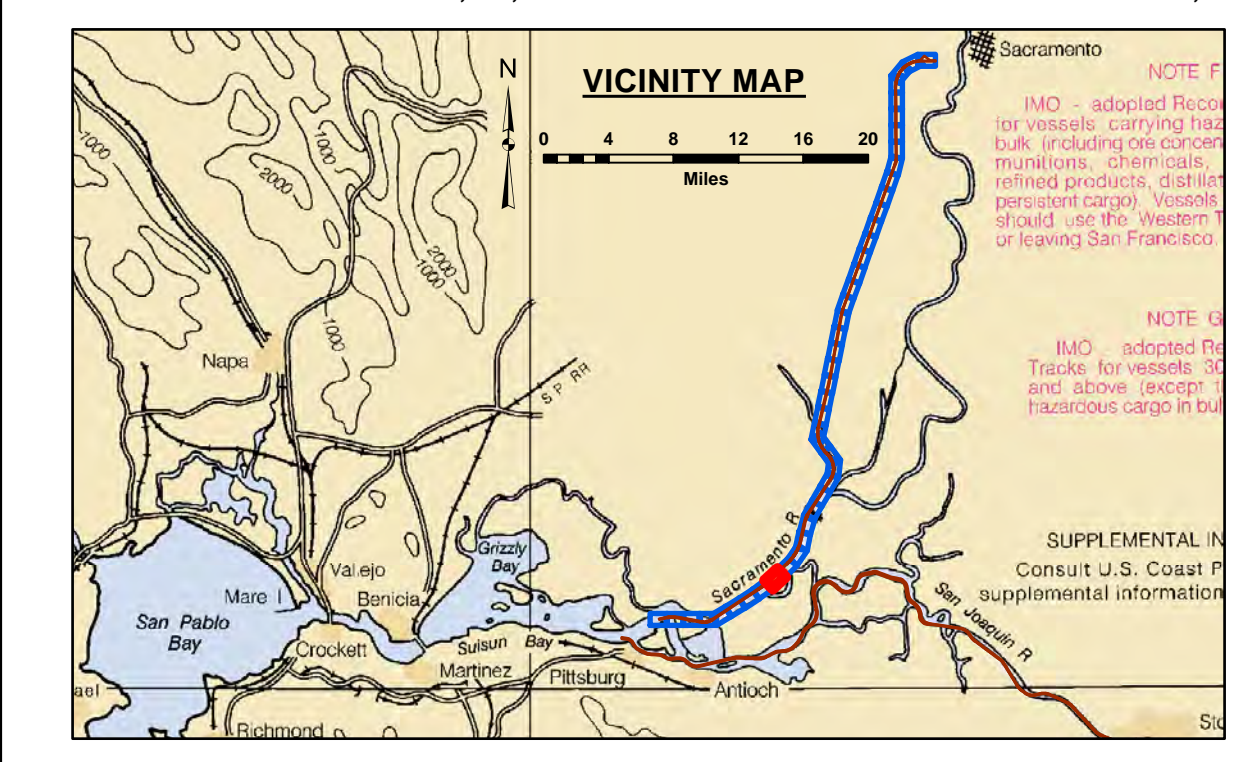 VICINITY MAP
N
0 4 8 12 16 20
Miles
Sacramento
NOTE F
IMO - adopted Recor
for vessels carrying haz
bulk (including ore concen
munitions, chemicals,
refined products, distillat
persistent cargo). Vessels
should use the Western T
or leaving San Francisco.
NOTE G
IMO - adopted Re
Tracks for vessels 30
and above (except t
hazardous cargo in bul
SUPPLEMENTAL IN
Consult U.S. Coast P
supplemental information
1000
2000
1000
2000
1000
1000
Napa
S.P. RR
Grizzly
Bay
Vallejo
Mare I
Benicia
San Pablo
Bay
Crockett
Suisun Bay
Martinez
Pittsburg
Antioch
Sacramento R
San Joaquin R
ael
Richmond
Sto